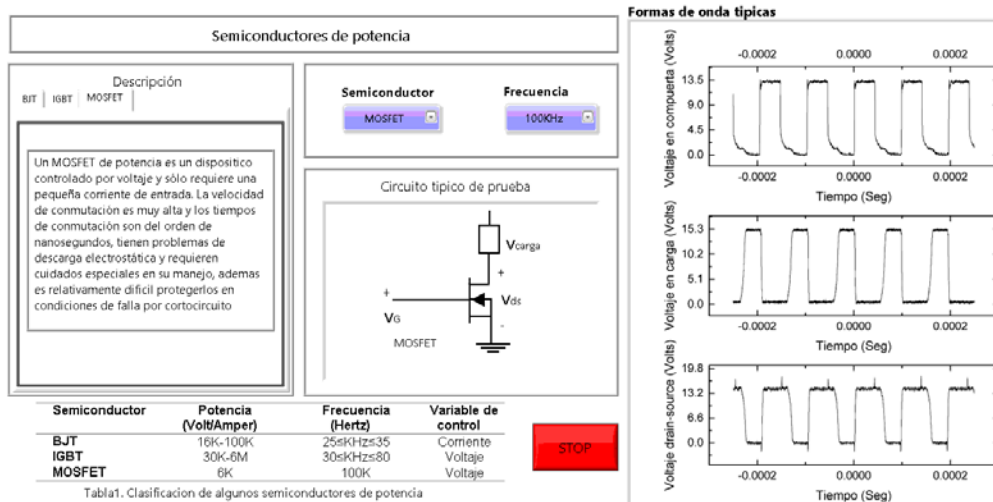 Semiconductores de potencia
Descripción
BJT IGBT MOSFET
Un MOSFET de potencia es un dispositico
controlado por voltaje y sólo requiere una
pequeña corriente de entrada. La velocidad
de conmutación es muy alta y los tiempos
de conmutación son del orden de
nanosegundos, tienen problemas de
descarga electrostática y requieren
cuidados especiales en su manejo, ademas
es relativamente dificil protegerlos en
condiciones de falla por cortocircuito
Semiconductor Frecuencia
MOSFET 100KHz
Circuito tipico de prueba
Vcarga
+
+
Vds
VG
-
MOSFET
Semiconductor Potencia Frecuencia Variable de
(Volt/Amper) (Hertz) control
BJT 16K-100K 25≤KHz≤35 Corriente
IGBT 30K-6M 30≤KHz≤80 Voltaje
MOSFET 6K 100K Voltaje
Tabla1. Clasificacion de algunos semiconductores de potencia
STOP
Formas de onda tipicas
-0.0002 0.0000 0.0002
Voltaje en compuerta (Volts)
13.5
9.0
4.5
0.0
-0.0002 0.0000 0.0002
Tiempo (Seg)
Voltaje en carga (Volts)
15.3
10.2
5.1
0.0
-0.0002 0.0000 0.0002
Tiempo (Seg)
Voltaje drain-source (Volts)
19.8
13.2
6.6
0.0
-0.0002 0.0000 0.0002
Tiempo (Seg)